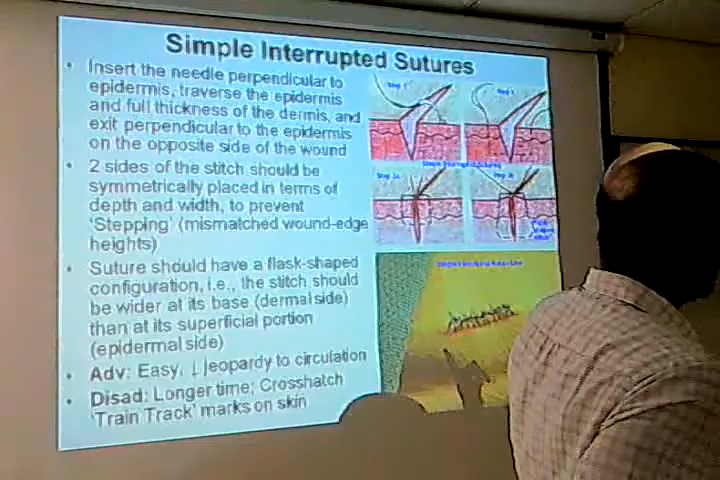 Simple Interrupted Sutures
• Insert the needle perpendicular to
epidermis, traverse the epidermis
and full thickness of the dermis, and
exit perpendicular to the epidermis
on the opposite side of the wound
• 2 sides of the stitch should be
symmetrically placed in terms of
depth and width, to prevent
'Stepping' (mismatched wound-edge
heights)
• Suture should have a flask-shaped
configuration, i.e., the stitch should
be wider at its base (dermal side)
than at its superficial portion
(epidermal side)
• Adv: Easy, ↓Jeopardy to circulation
• Disad: Longer time; Crosshatch
'Train Track' marks on skin
Step
Step
Step
Step